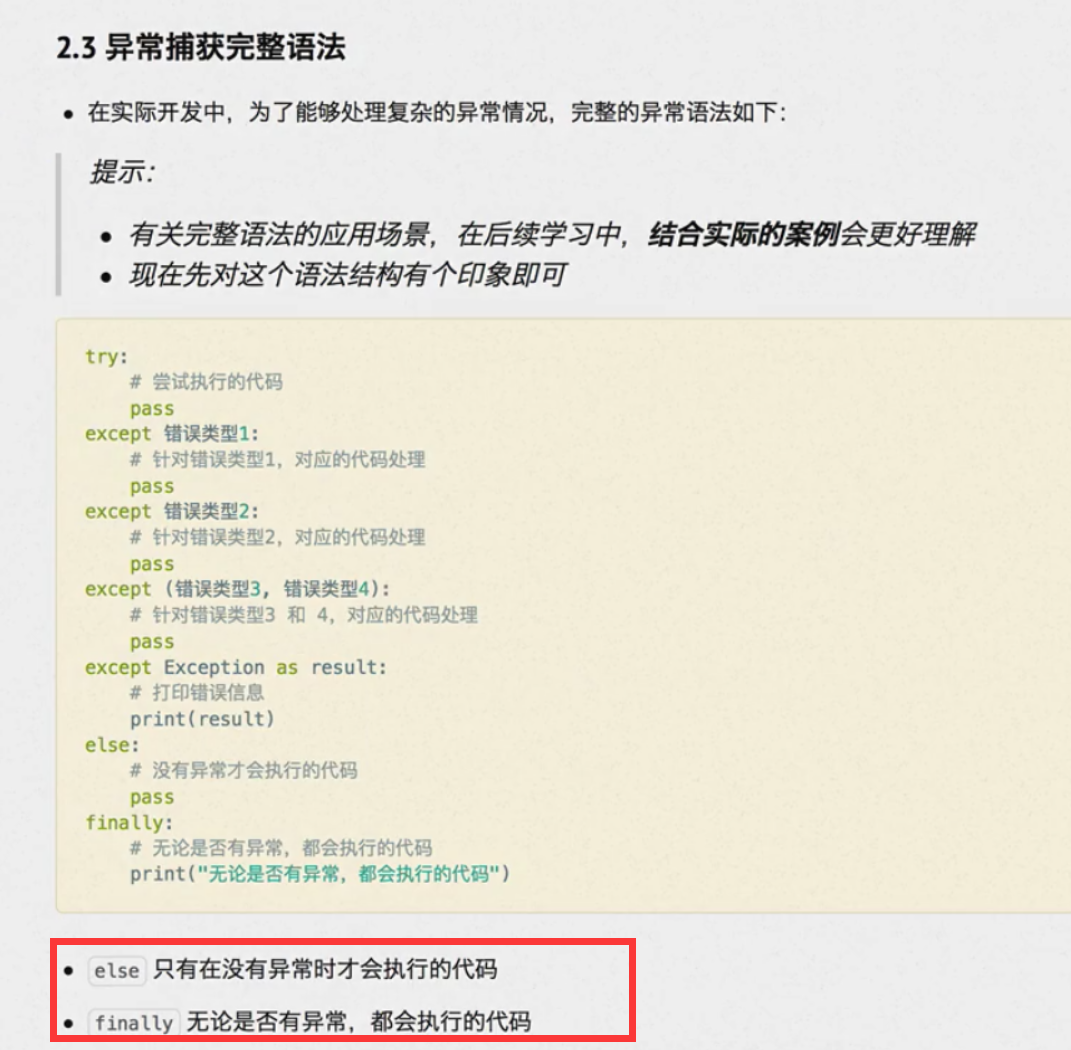 2.3 异常捕获完整语法
• 在实际开发中，为了能够处理复杂的异常情况，完整的异常语法如下：
提示：
• 有关完整语法的应用场景，在后续学习中，结合实际的案例会更好理解
• 现在先对这个语法结构有个印象即可
try:
    # 尝试执行的代码
    pass
except 错误类型1:
    # 针对错误类型1，对应的代码处理
    pass
except 错误类型2:
    # 针对错误类型2，对应的代码处理
    pass
except (错误类型3, 错误类型4):
    # 针对错误类型3 和 4，对应的代码处理
    pass
except Exception as result:
    # 打印错误信息
    print(result)
else:
    # 没有异常才会执行的代码
    pass
finally:
    # 无论是否有异常，都会执行的代码
    print("无论是否有异常，都会执行的代码")
• else 只有在没有异常时才会执行的代码
• finally 无论是否有异常，都会执行的代码